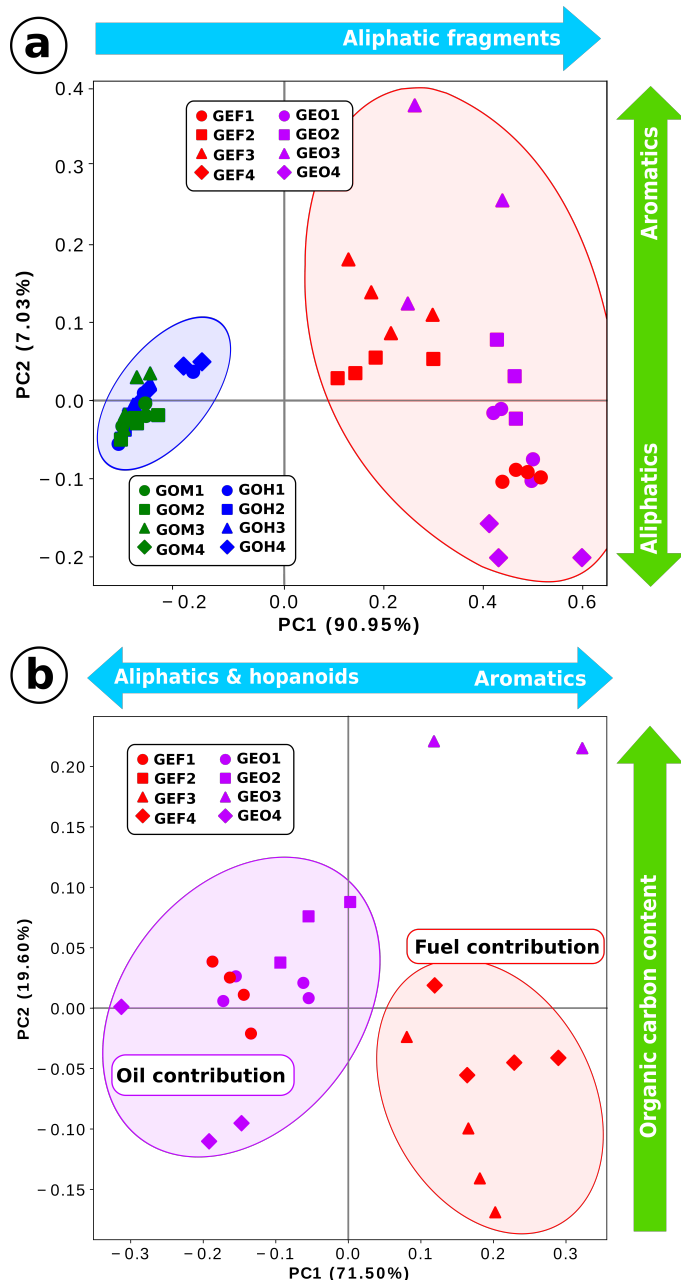 a
Aliphatic fragments
0.4
0.3
0.2
0.1
0.0
−0.1
−0.2
PC2 (7.03%)
GEF1 GEO1
GEF2 GEO2
GEF3 GEO3
GEF4 GEO4
GOM1 GOH1
GOM2 GOH2
GOM3 GOH3
GOM4 GOH4
Aromatics
Aliphatics
−0.2 0.0 0.2 0.4 0.6
PC1 (90.95%)
b
Aliphatics & hopanoids Aromatics
0.20
0.15
0.10
0.05
0.00
−0.05
−0.10
−0.15
PC2 (19.60%)
GEF1 GEO1
GEF2 GEO2
GEF3 GEO3
GEF4 GEO4
Fuel contribution
Oil contribution
Organic carbon content
−0.3 −0.2 −0.1 0.0 0.1 0.2 0.3
PC1 (71.50%)